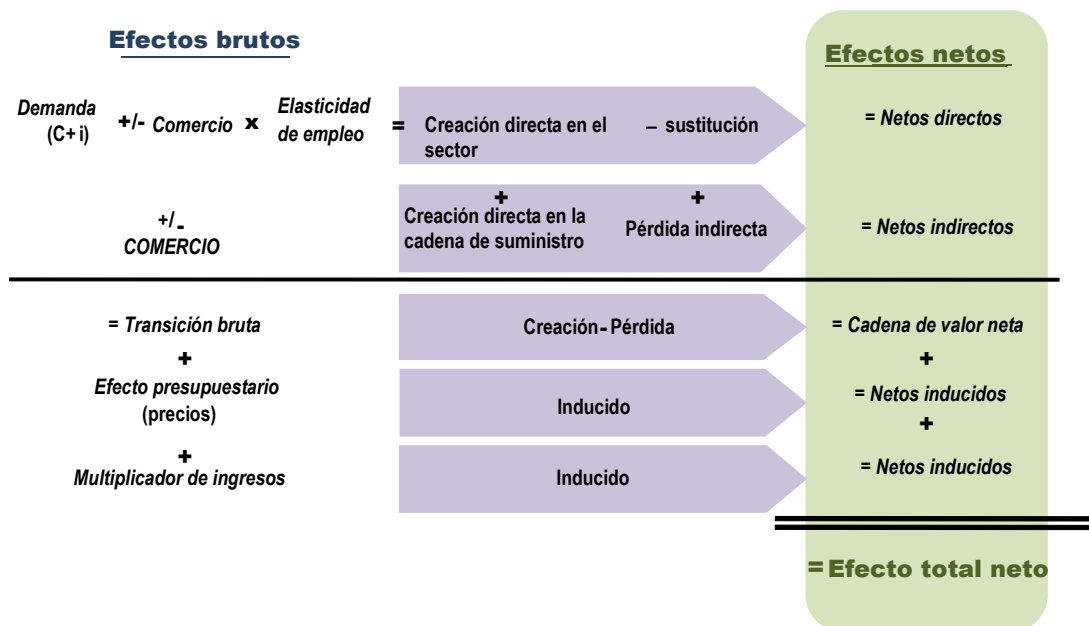 Efectos brutos
Efectos netos
Demanda
(C+ i)
+/- Comercio x
Elasticidad
de empleo
=
Creación directa en el
sector
– sustitución
= Netos directos
+/-
COMERCIO
+
Creación directa en la
cadena de suministro
+
Pérdida indirecta
= Netos indirectos
= Transición bruta
Creación-Pérdida
= Cadena de valor neta
+
+
Efecto presupuestario
(precios)
Inducido
= Netos inducidos
+
+
Multiplicador de ingresos
Inducido
= Netos inducidos
= Efecto total neto